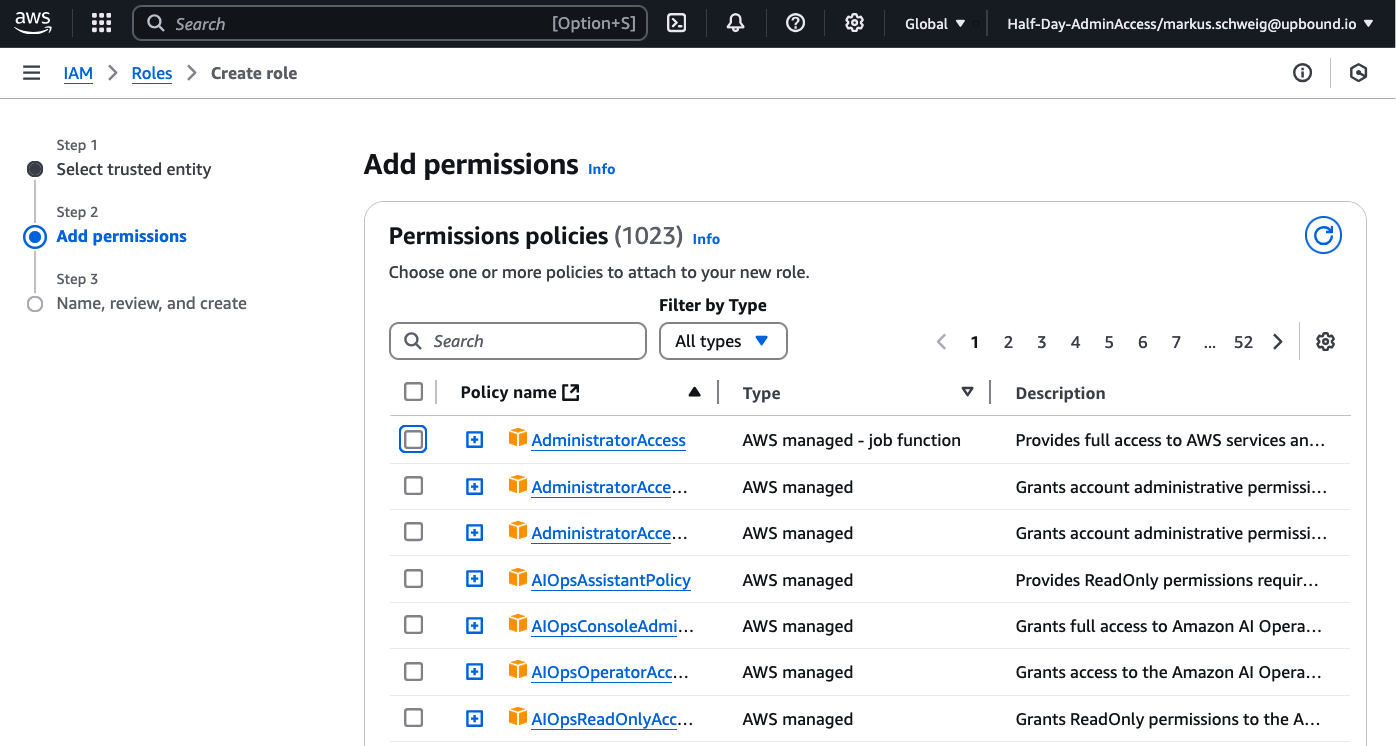 aws Search [Option+S] Global Half-Day-AdminAccess/markus.schweig@upbound.io
IAM Roles Create role
Step 1
Select trusted entity
Step 2
Add permissions
Step 3
Name, review, and create
Add permissions Info
Permissions policies (1023) Info
Choose one or more policies to attach to your new role.
Filter by Type
Search All types 1 2 3 4 5 6 7 ... 52
Policy name Type Description
AdministratorAccess AWS managed - job function Provides full access to AWS services an...
AdministratorAcce... AWS managed Grants account administrative permissi...
AdministratorAcce... AWS managed Grants account administrative permissi...
AIOpsAssistantPolicy AWS managed Provides ReadOnly permissions requir...
AIOpsConsoleAdmi... AWS managed Grants full access to Amazon AI Opera...
AIOpsOperatorAcc... AWS managed Grants access to the Amazon AI Opera...
AIOpsReadOnlyAcc... AWS managed Grants ReadOnly permissions to the A...